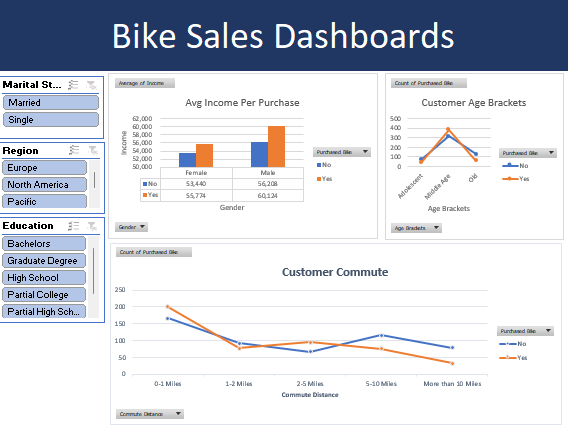 Bike Sales Dashboards
Marital St...
Married
Single
Region
Europe
North America
Pacific
Education
Bachelors
Graduate Degree
High School
Partial College
Partial High Sch...
Average of Income
Avg Income Per Purchase
62,000
60,000
58,000
56,000
54,000
52,000
50,000
Income
Female
Male
No
53,440
56,208
Yes
55,774
60,124
Gender
Purchased Bike
No
Yes
Gender
Count of Purchased Bike
Customer Age Brackets
500
400
300
200
100
0
Adolescent
Middle Age
Old
Age Brackets
Purchased Bike
No
Yes
Age Brackets
Count of Purchased Bike
Customer Commute
250
200
150
100
50
0
0-1 Miles
1-2 Miles
2-5 Miles
5-10 Miles
More than 10 Miles
Commute Distance
Purchased Bike
No
Yes
Commute Distance